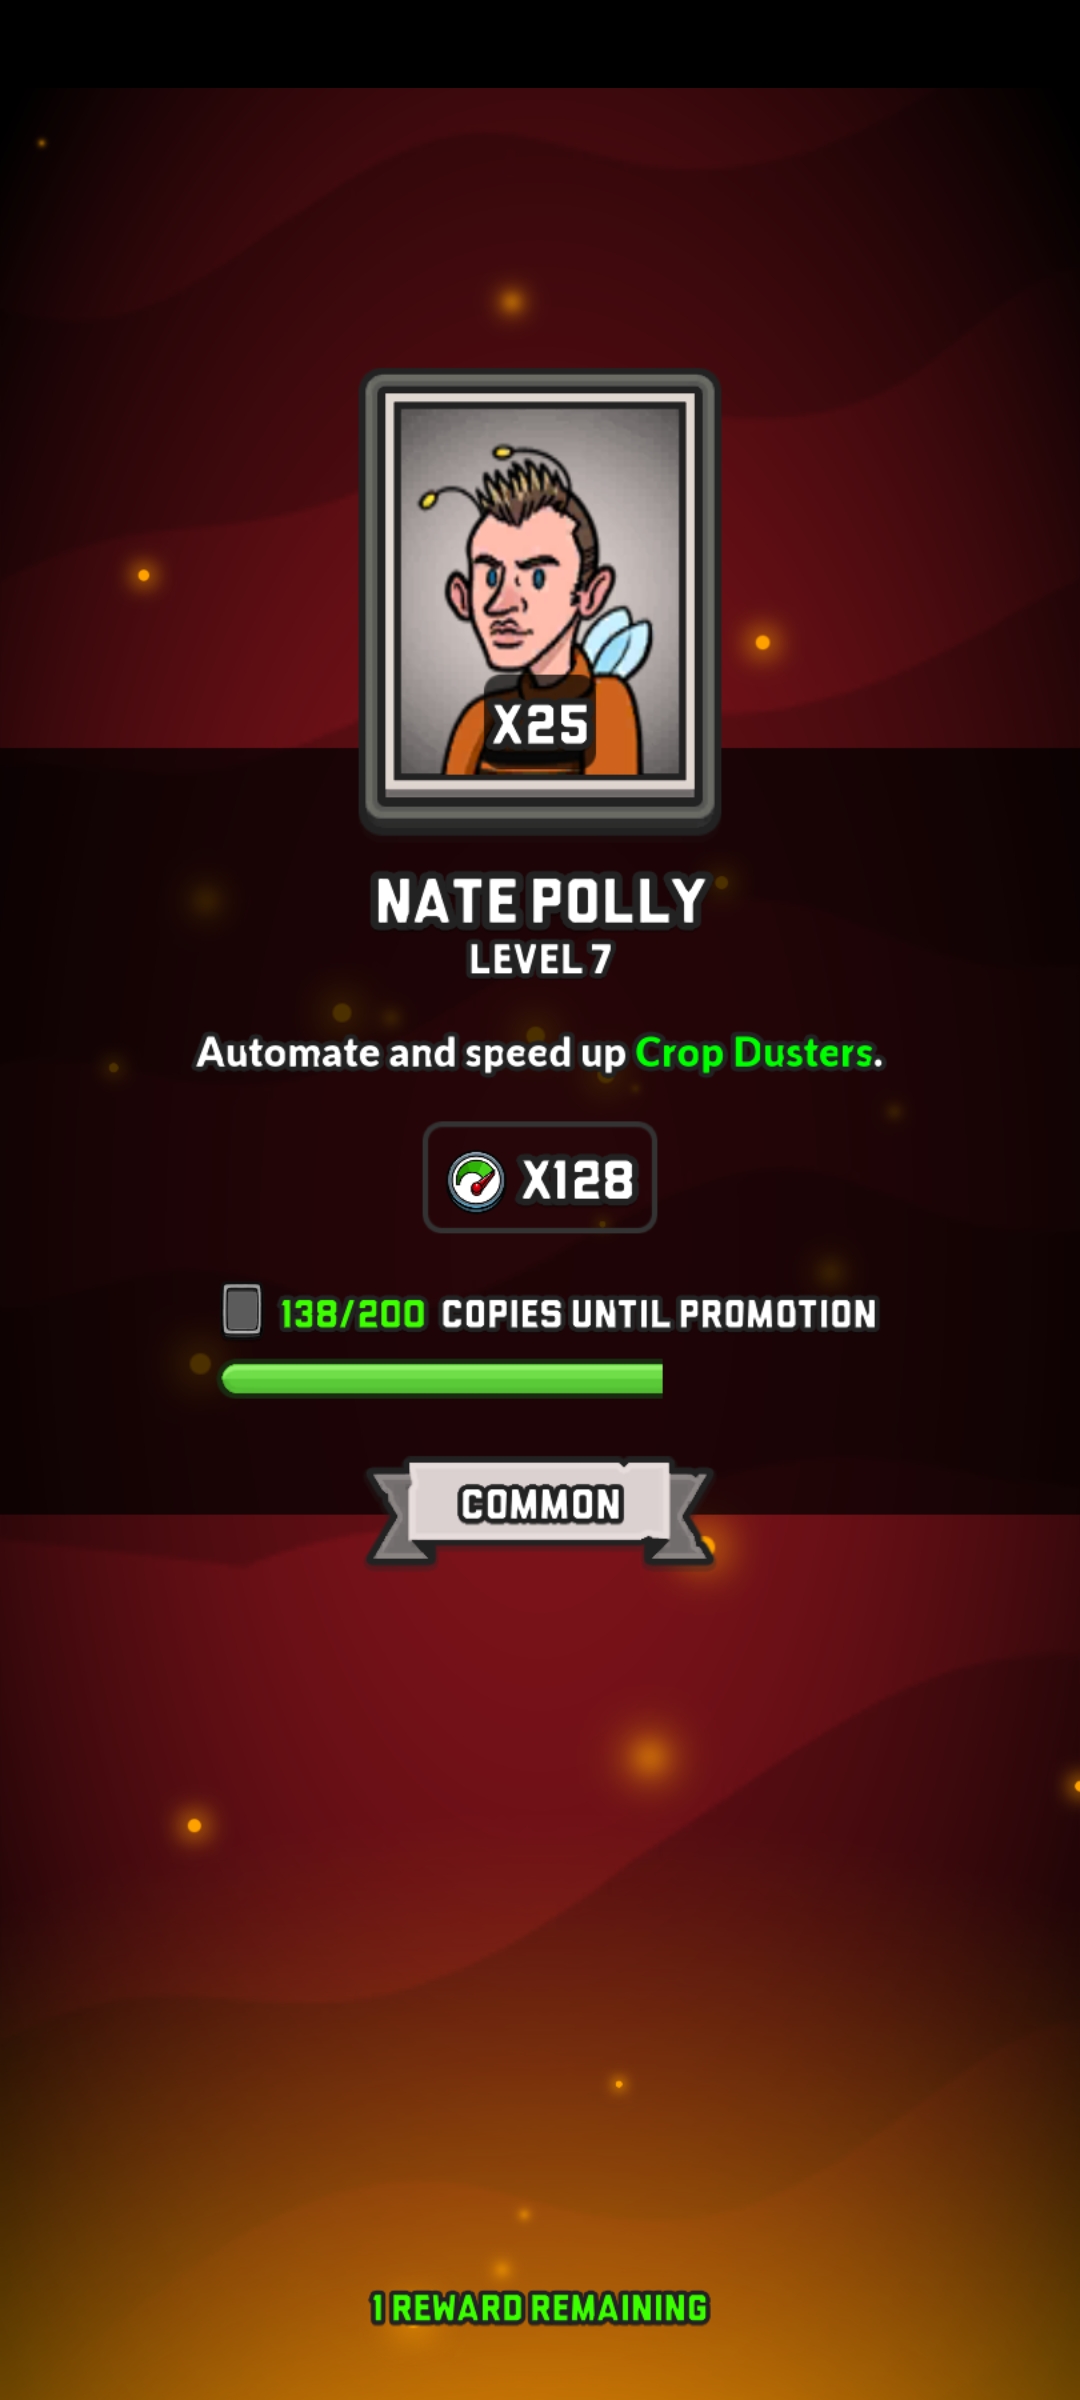 X25
NATE POLLY
LEVEL 7
Automate and speed up Crop Dusters.
X128
138/200 COPIES UNTIL PROMOTION
COMMON
1 REWARD REMAINING